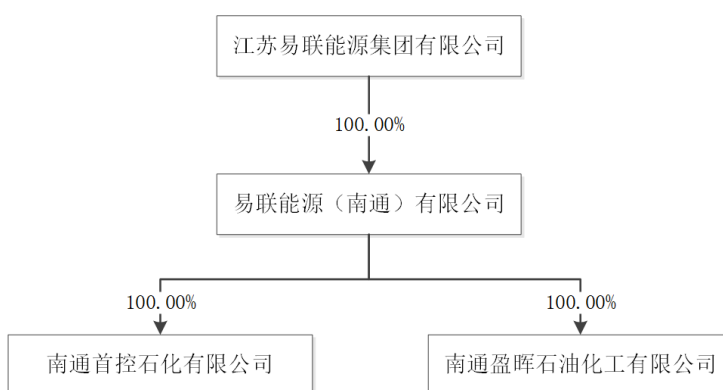 江苏易联能源集团有限公司
100.00%
易联能源（南通）有限公司
100.00%
100.00%
南通首控石化有限公司
南通盈晖石油化工有限公司